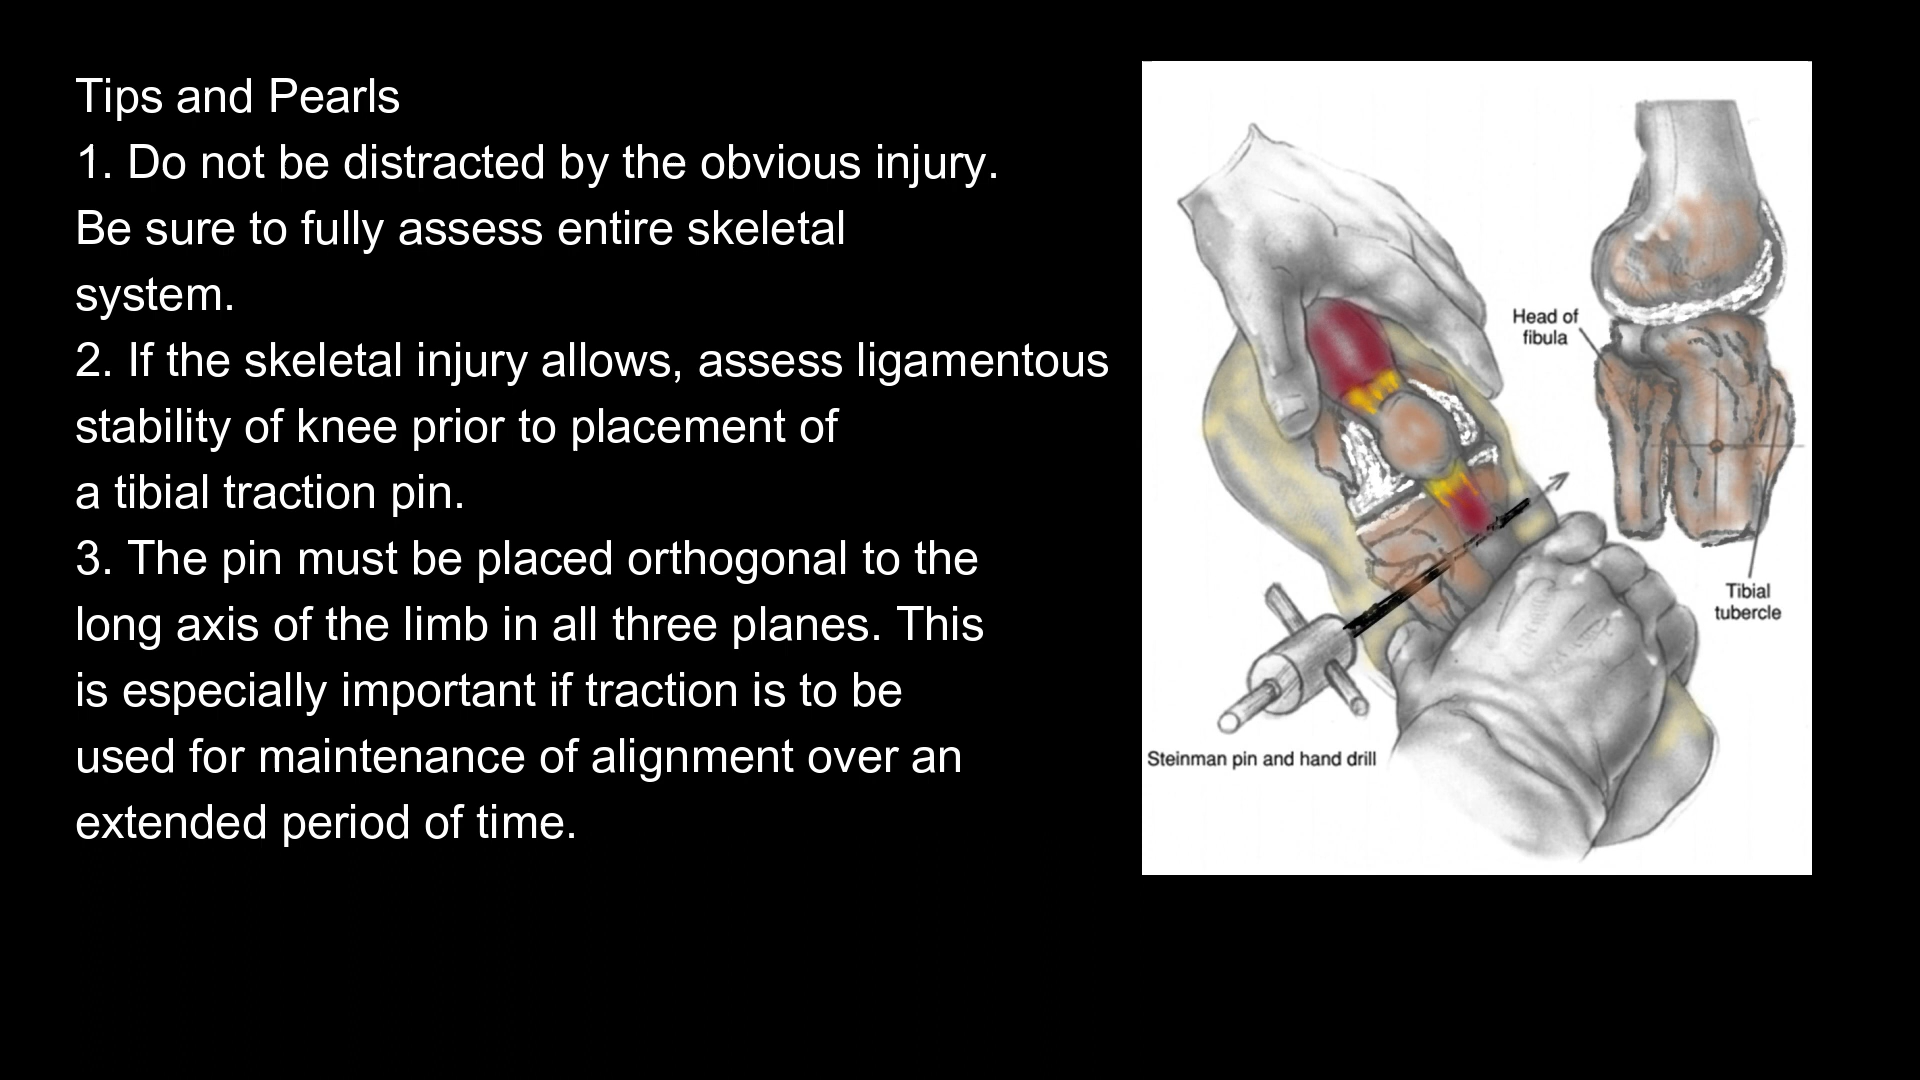 Tips and Pearls
1. Do not be distracted by the obvious injury.
Be sure to fully assess entire skeletal
system.
2. If the skeletal injury allows, assess ligamentous
stability of knee prior to placement of
a tibial traction pin.
3. The pin must be placed orthogonal to the
long axis of the limb in all three planes. This
is especially important if traction is to be
used for maintenance of alignment over an
extended period of time.
Head of
fibula
Tibial
tubercle
Steinman pin and hand drill